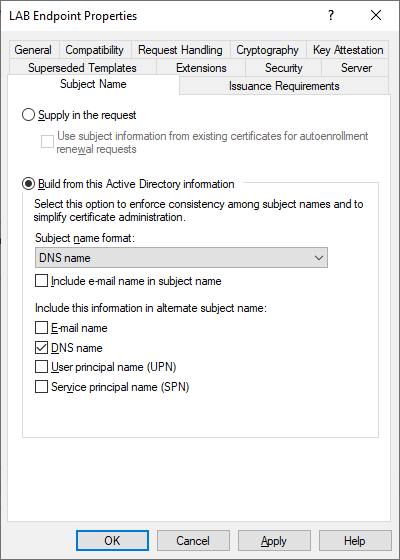 LAB Endpoint Properties
General Compatibility Request Handling Cryptography Key Attestation
Superseded Templates Extensions Security Server
Subject Name Issuance Requirements
Supply in the request
Use subject information from existing certificates for autoenrollment
renewal requests
Build from this Active Directory information
Select this option to enforce consistency among subject names and to
simplify certificate administration.
Subject name format:
DNS name
Include e-mail name in subject name
Include this information in alternate subject name:
E-mail name
DNS name
User principal name (UPN)
Service principal name (SPN)
OK Cancel Apply Help